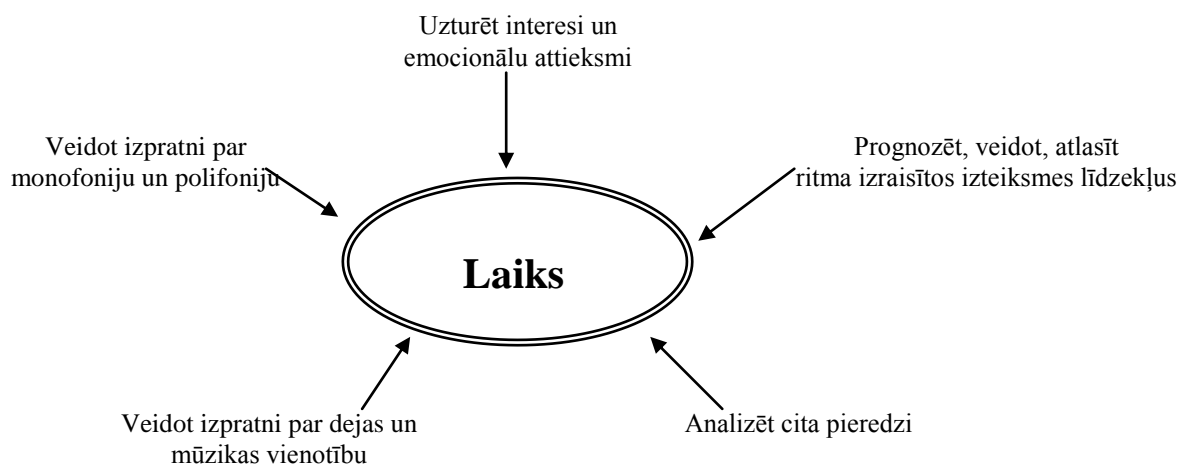 Uzturēt interesi un
emocionālu attieksmi
Veidot izpratni par
monofoniju un polifoniju
Prognozēt, veidot, atlasīt
ritma izraisītos izteiksmes līdzekļus
Laiks
Veidot izpratni par dejas un
mūzikas vienotību
Analizēt cita pieredzi